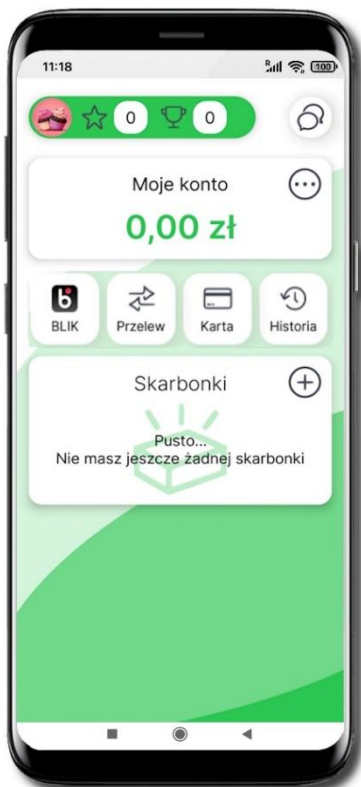 11:18
R
100
0
0
Moje konto
0,00 zł
BLIK
Przelew
Karta
Historia
Skarbonki
Pusto...
Nie masz jeszcze żadnej skarbonki